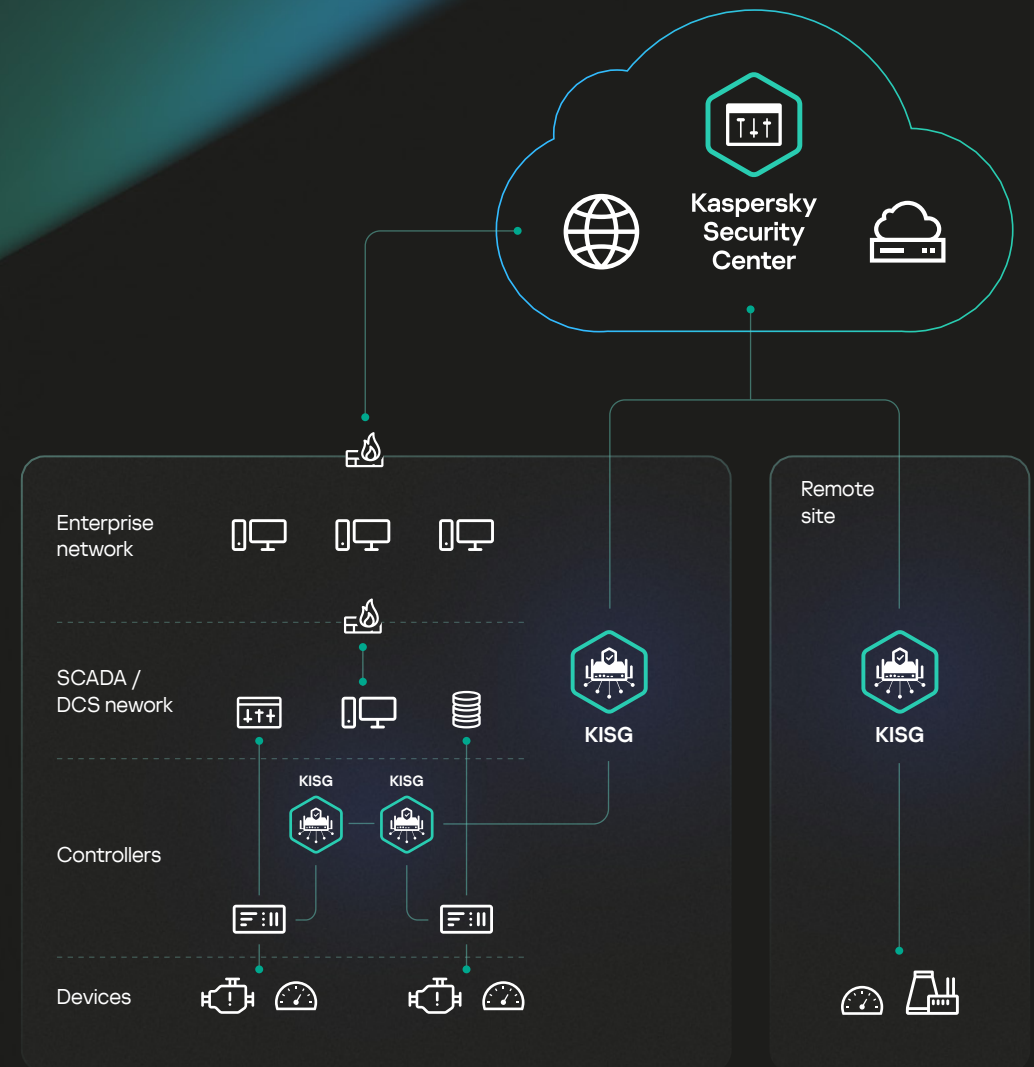 Kaspersky
Security
Center
Remote
site
Enterprise
network
SCADA /
DCS nework
KISG
KISG
KISG
KISG
Controllers
Devices